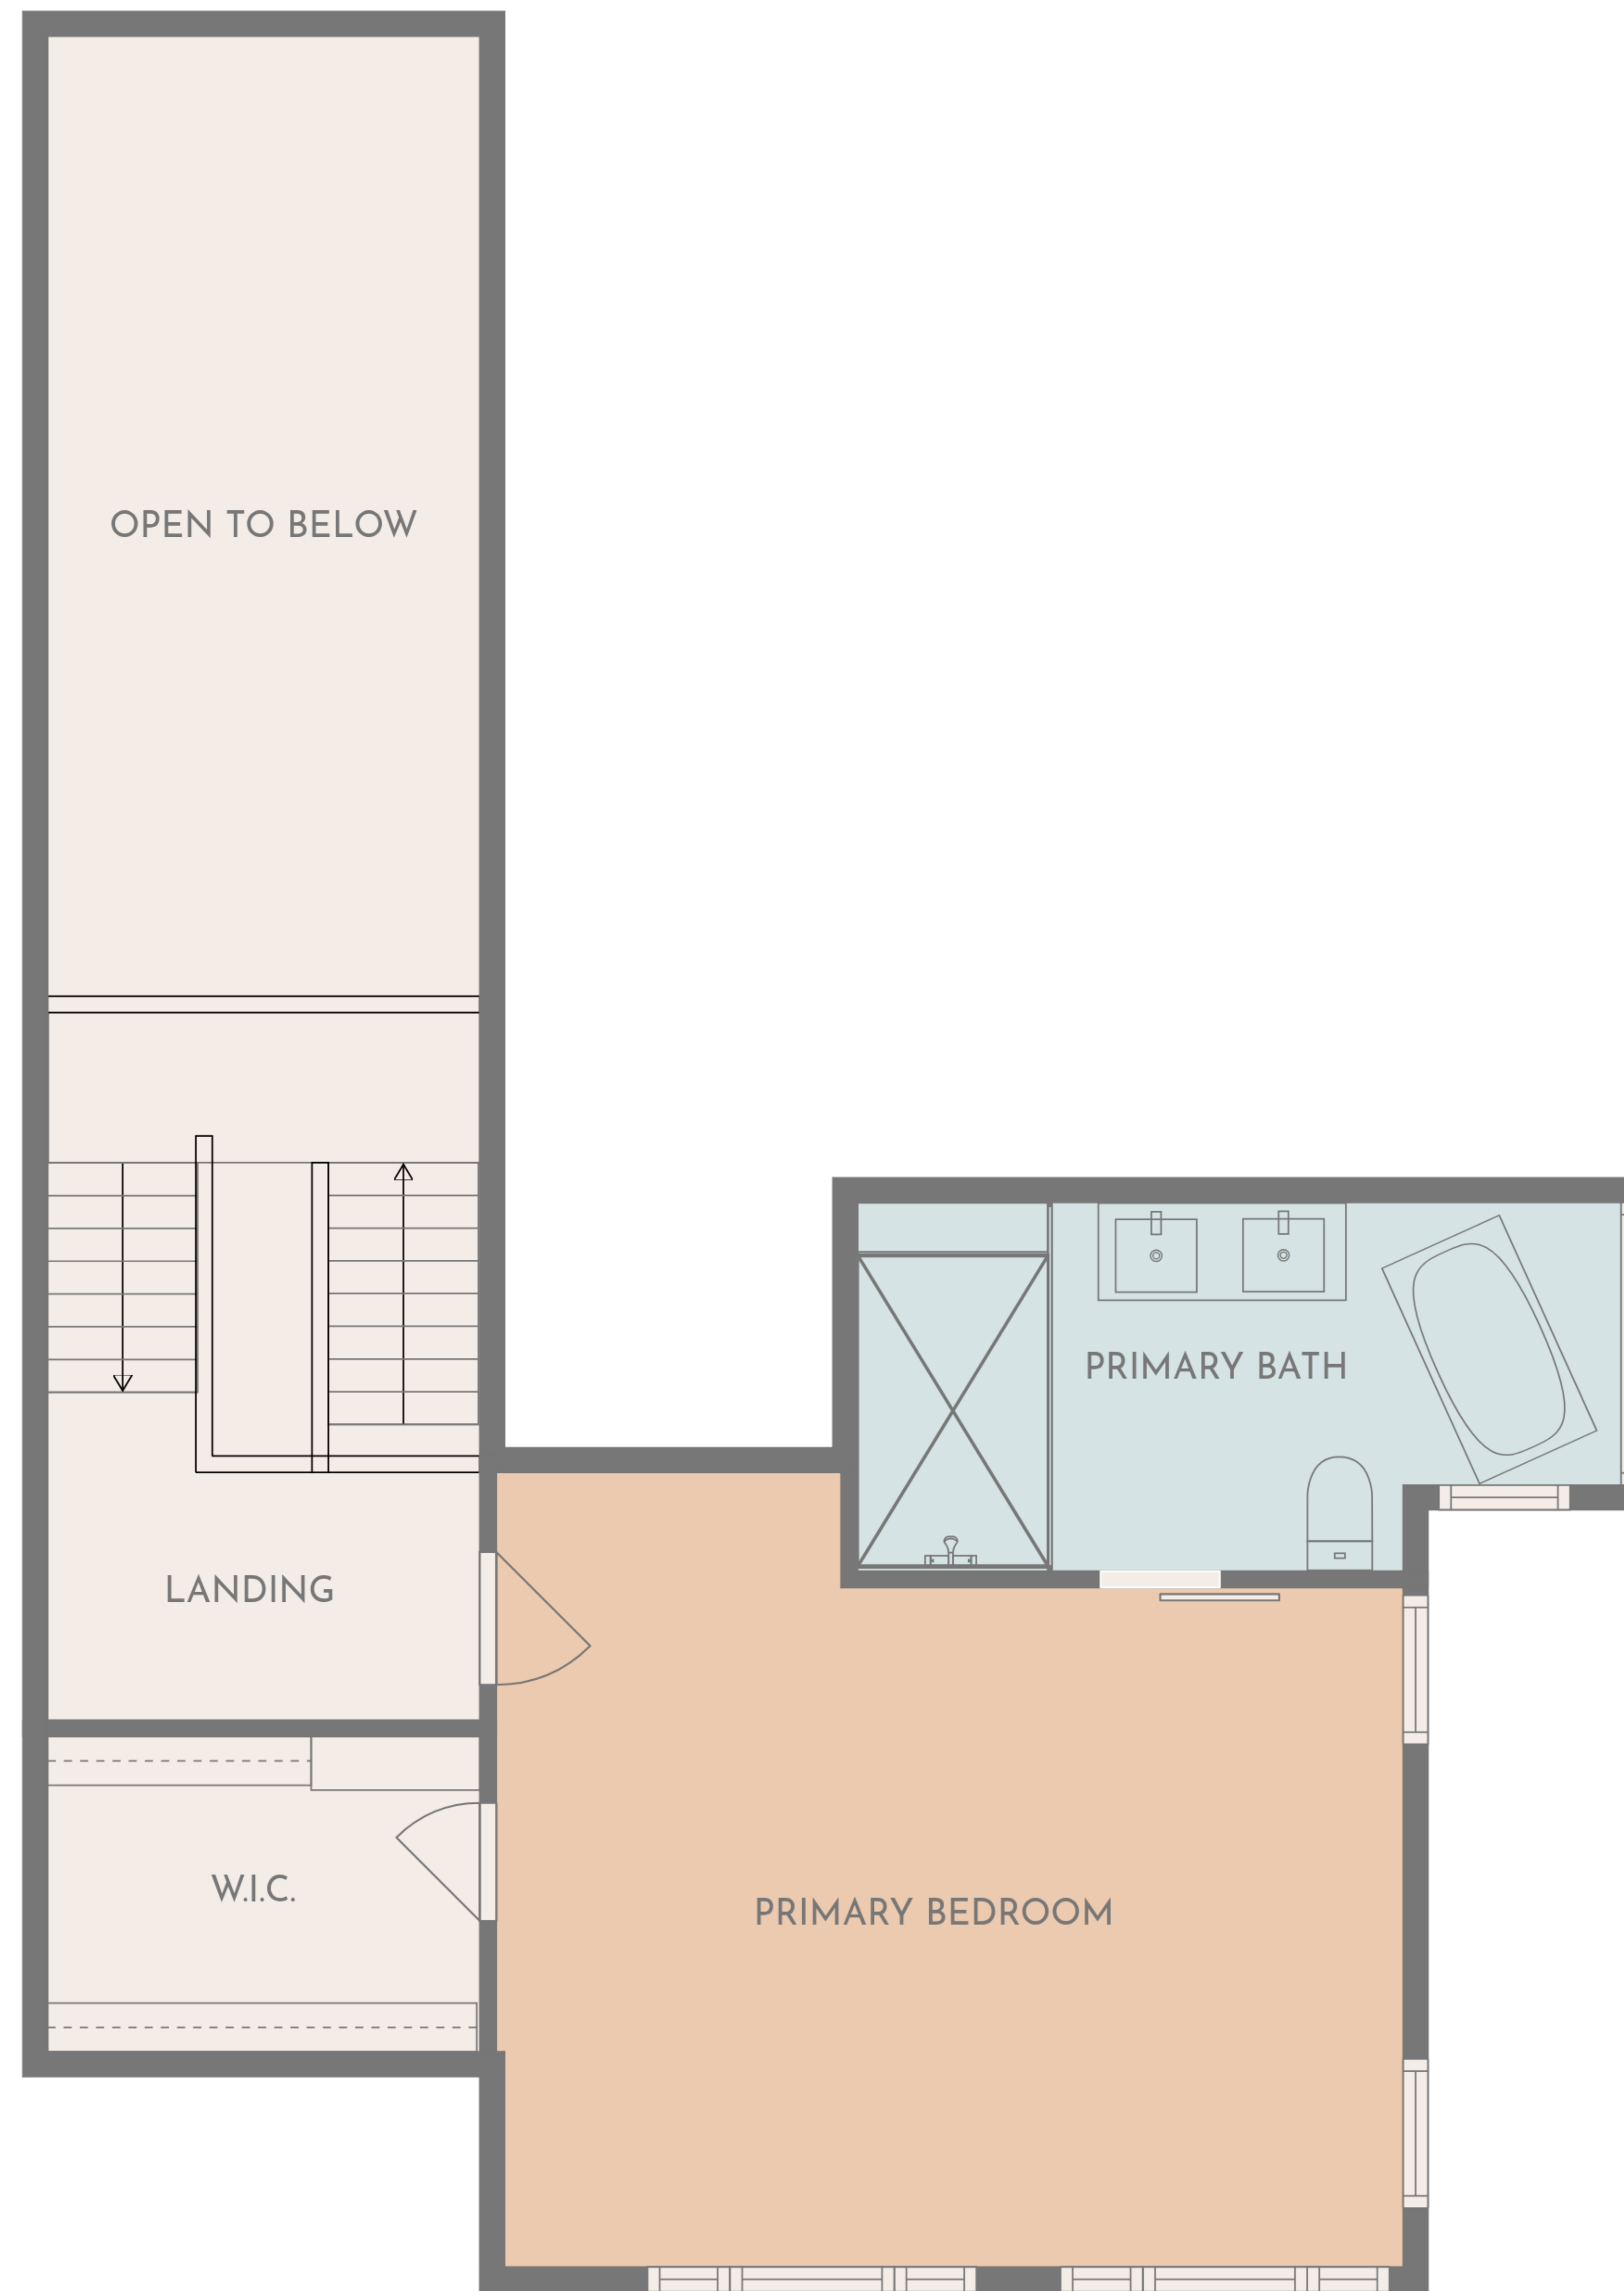 OPEN TO BELOW
PRIMARY BATH
LANDING
W.I.C.
PRIMARY BEDROOM